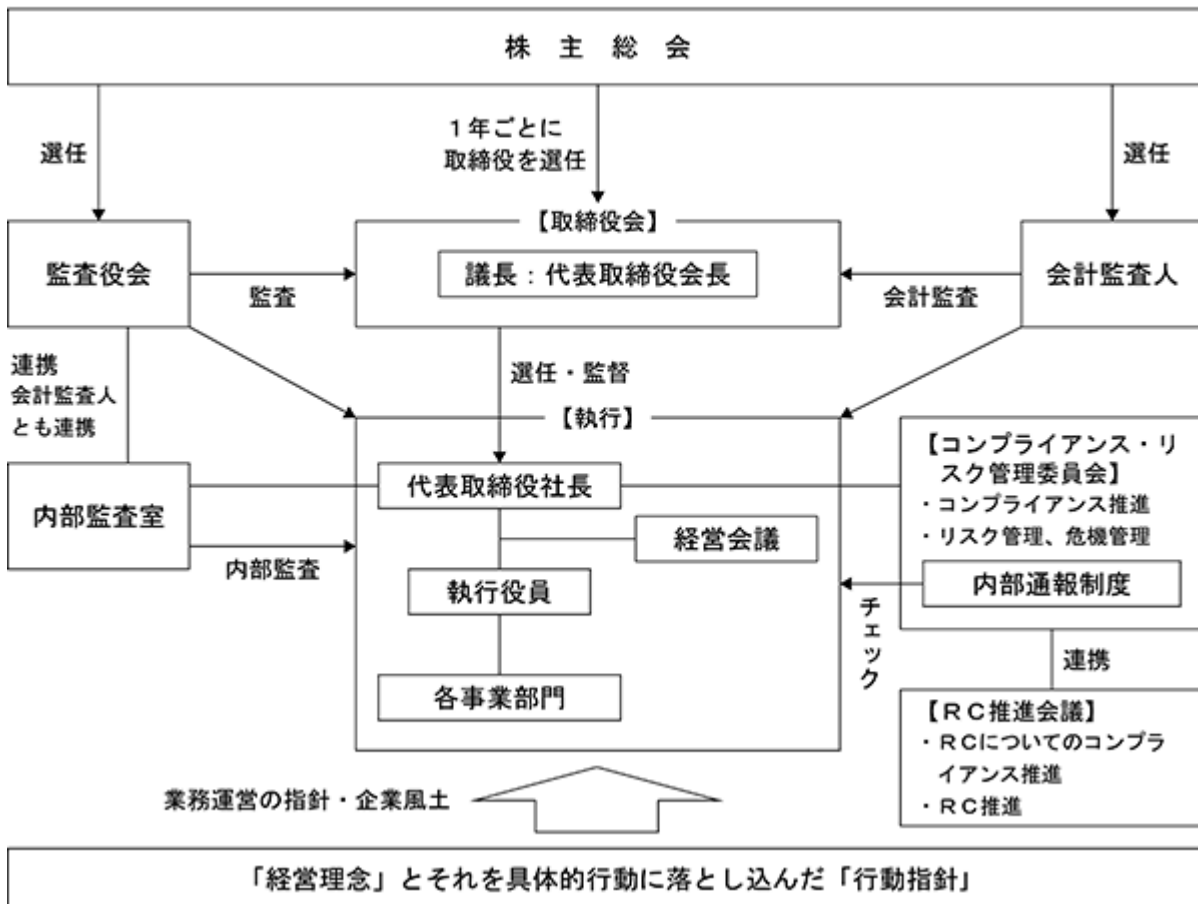 株 主 総 会
選任
１年ごとに
取締役を選任
選任
【取締役会】
監査役会
議長：代表取締役会長
会計監査人
監査
会計監査
連携
会計監査人
とも連携
選任・監督
【執行】
内部監査室
代表取締役社長
経営会議
内部監査
執行役員
各事業部門
【コンプライアンス・リ
スク管理委員会】
・コンプライアンス推進
・リスク管理、危機管理
内部通報制度
チェック
連携
【ＲＣ推進会議】
・ＲＣについてのコンプラ
イアンス推進
・ＲＣ推進
業務運営の指針・企業風土
「経営理念」とそれを具体的行動に落とし込んだ「行動指針」